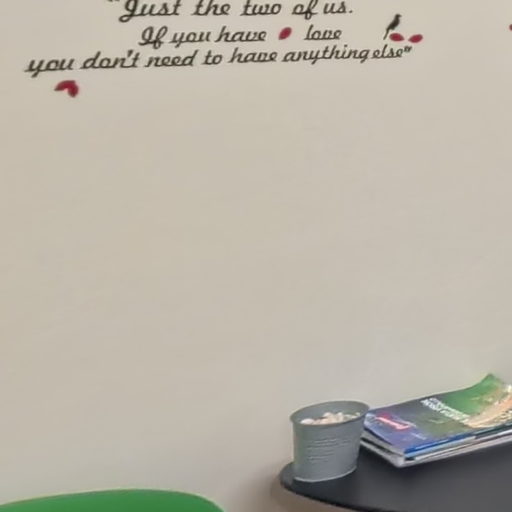 "Just the two of us.
If you have love
you don't need to have anything else"